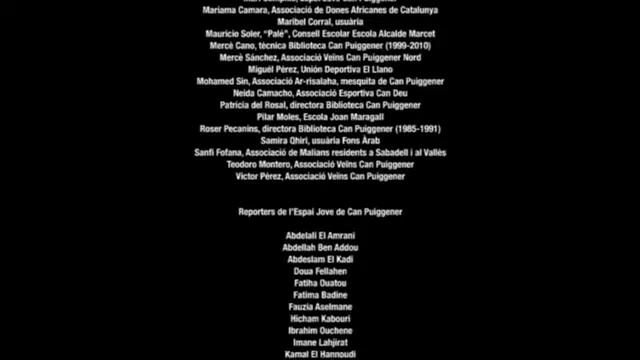 Mariama Camara, Associació de Dones Africanes de Catalunya
Maribel Corral, usuària
Mauricio Soler, “Palé”, Consell Escolar Escola Alcalde Marcet
Mercè Cano, tècnica Biblioteca Can Puiggener (1999-2010)
Mercè Sánchez, Associació Veïns Can Puiggener Nord
Miguel Pérez, Unión Deportiva El Llano
Mohamed Sin, Associació Ar-risalaha, mesquita de Can Puiggener
Neida Camacho, Associació Esportiva Can Deu
Patricia del Rosal, directora Biblioteca Can Puiggener
Pilar Moles, Escola Joan Maragall
Roser Pecanins, directora Biblioteca Can Puiggener (1985-1991)
Samira Qhiri, usuària Fons Àrab
Sanfi Fofana, Associació de Malians residents a Sabadell i al Vallès
Teodoro Montero, Associació Veïns Can Puiggener
Víctor Pérez, Associació Veïns Can Puiggener
Reporters de l'Espai Jove de Can Puiggener
Abdelali El Amrani
Abdellah Ben Addou
Abdeslam El Kadi
Doua Fellahen
Fatiha Ouatou
Fatima Badine
Fauzia Aselmane
Hicham Kabouri
Ibrahim Ouchene
Imane Lahjirat
Kamal El Hannoudi